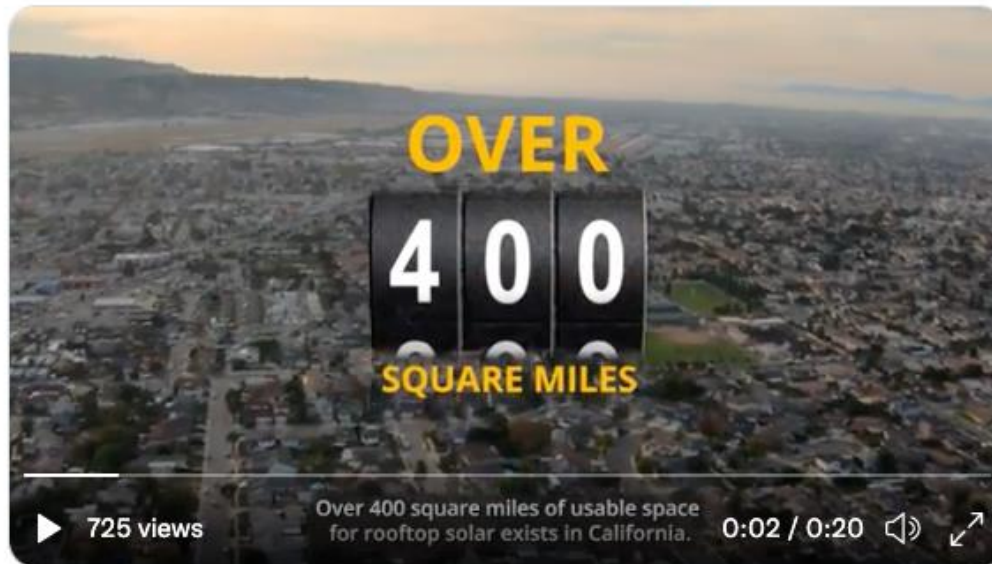 OVER
400
SQUARE MILES
Over 400 square miles of usable space
for rooftop solar exists in California.
725 views
0:02 / 0:20